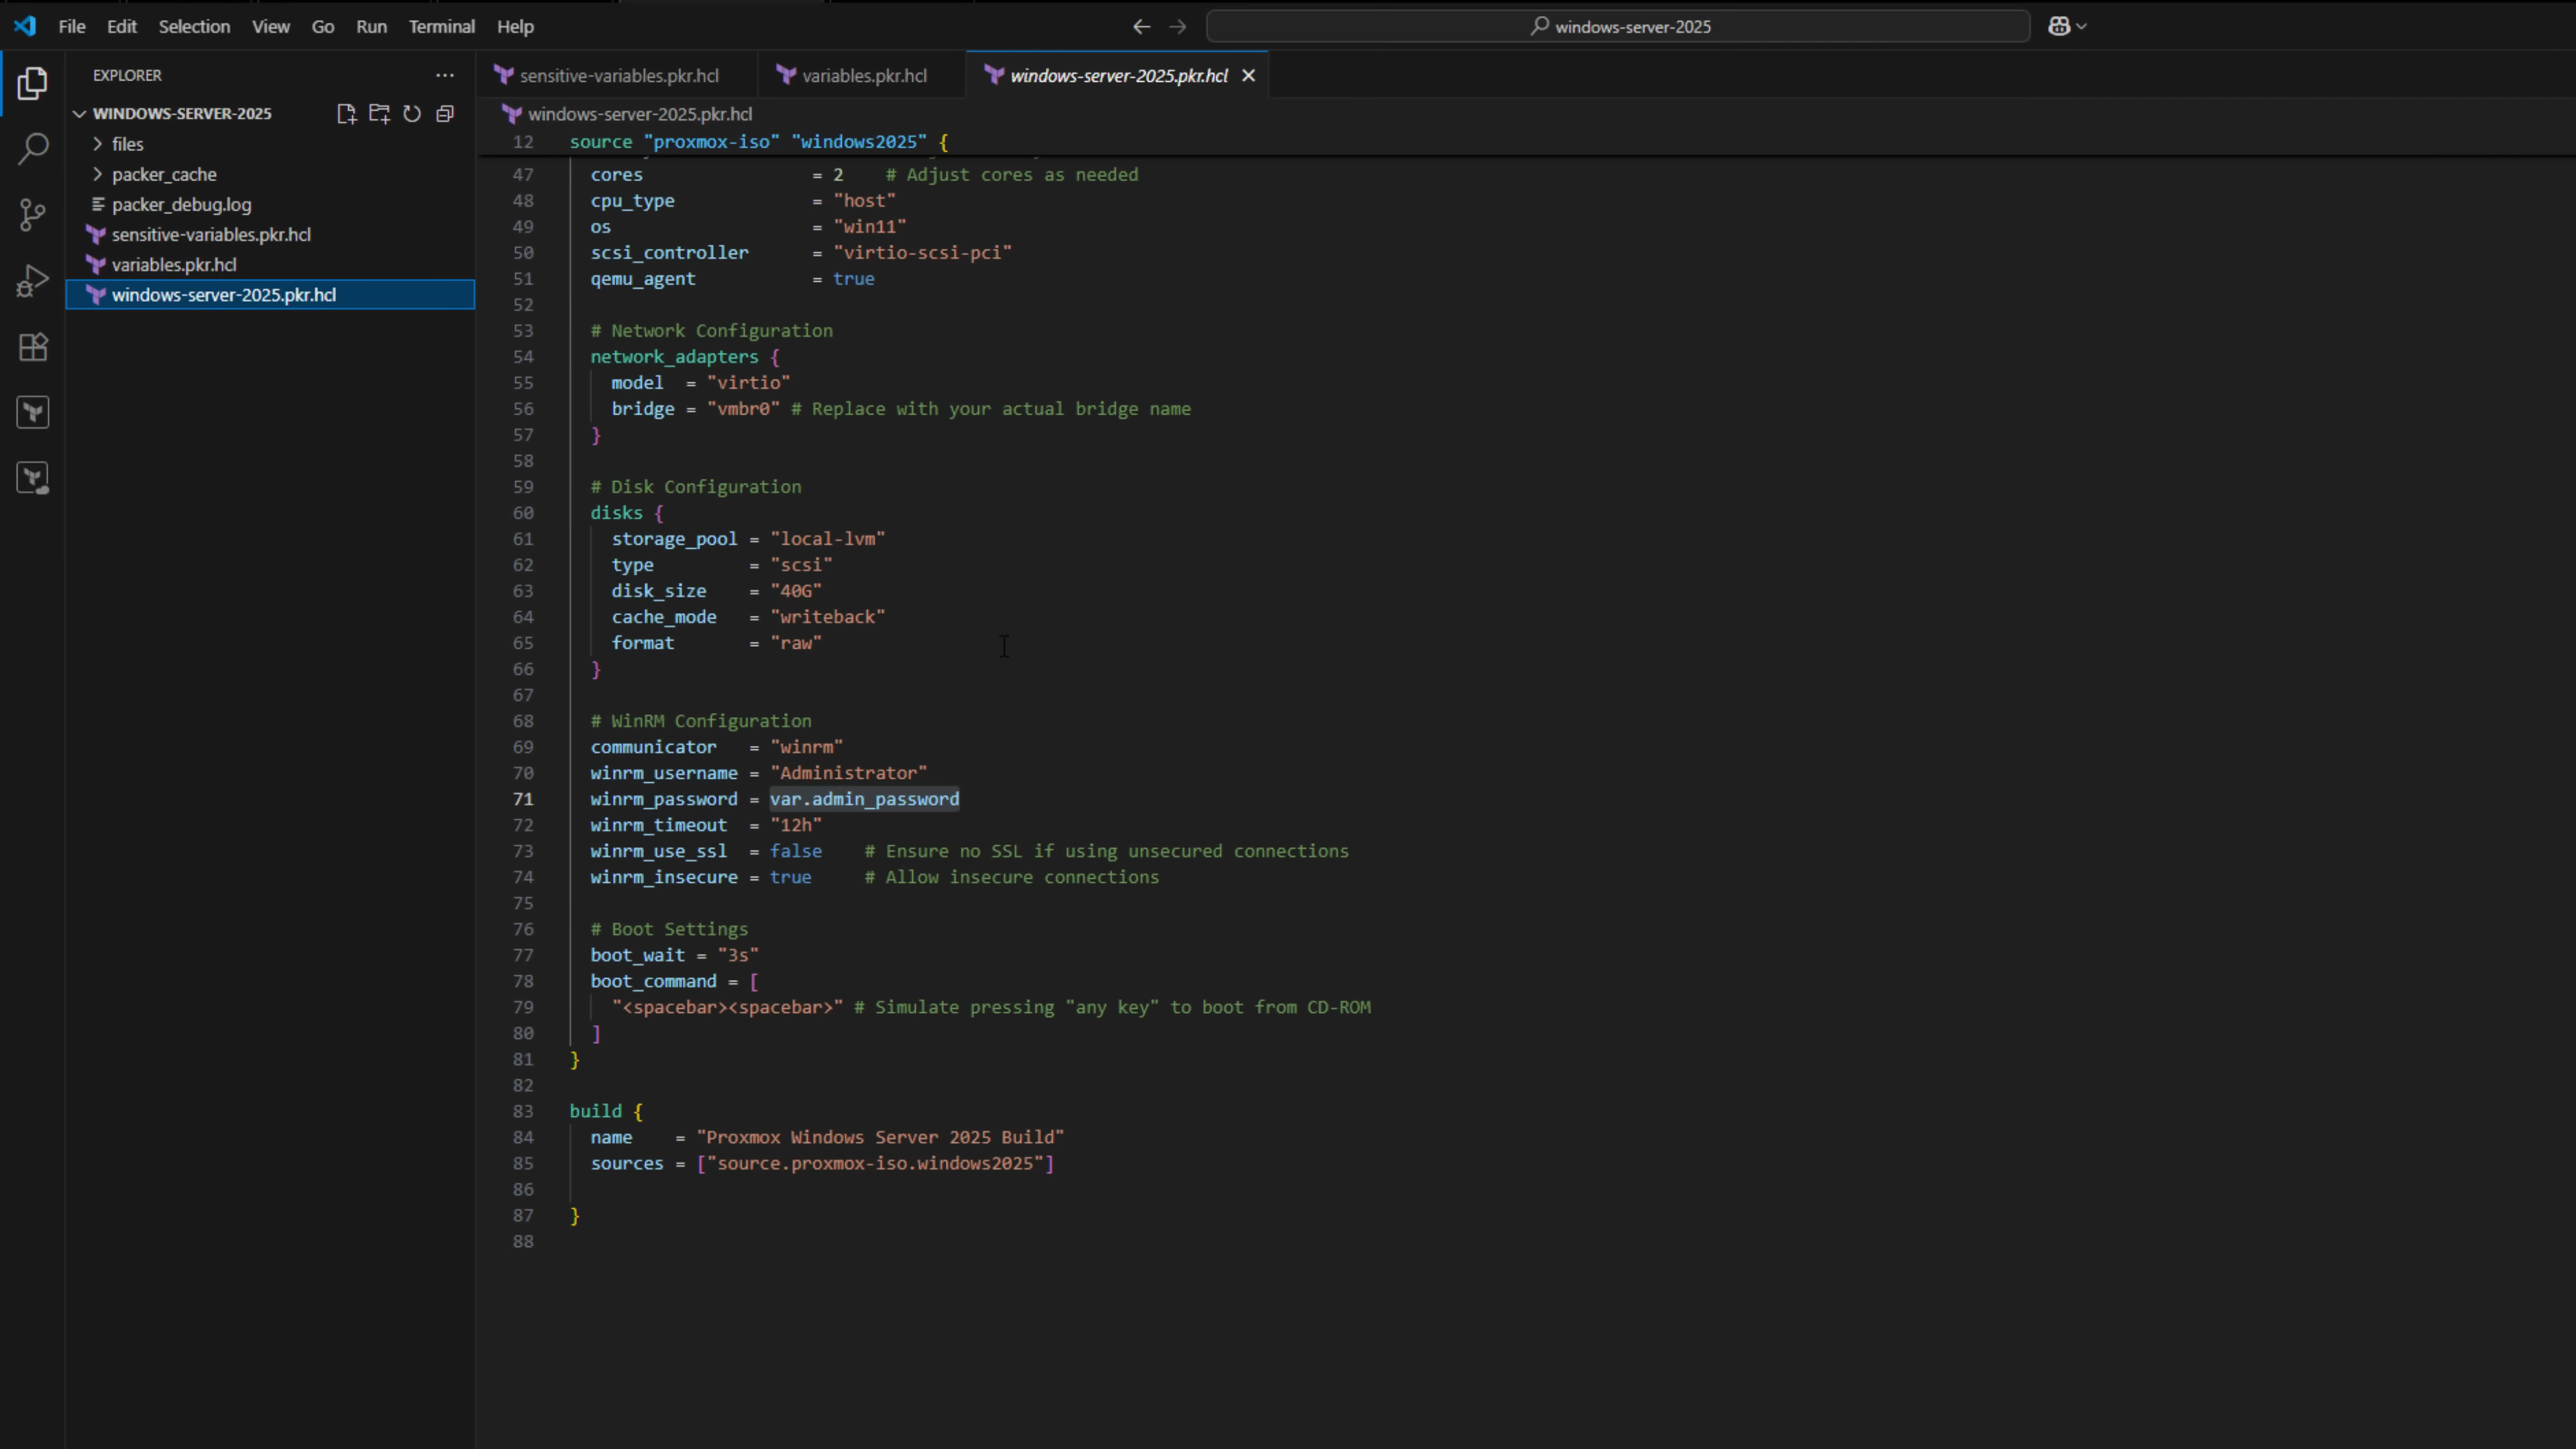 File Edit Selection View Go Run Terminal Help
windows-server-2025
EXPLORER
WINDOWS-SERVER-2025
files
packer_cache
packer_debug.log
sensitive-variables.pkr.hcl
variables.pkr.hcl
windows-server-2025.pkr.hcl
sensitive-variables.pkr.hcl variables.pkr.hcl windows-server-2025.pkr.hcl
windows-server-2025.pkr.hcl
12 source "proxmox-iso" "windows2025" {
47 cores = 2 # Adjust cores as needed
48 cpu_type = "host"
49 os = "win11"
50 scsi_controller = "virtio-scsi-pci"
51 qemu_agent = true
52
53 # Network Configuration
54 network_adapters {
55 model = "virtio"
56 bridge = "vmbr0" # Replace with your actual bridge name
57 }
58
59 # Disk Configuration
60 disks {
61 storage_pool = "local-lvm"
62 type = "scsi"
63 disk_size = "40G"
64 cache_mode = "writeback"
65 format = "raw"
66 }
67
68 # WinRM Configuration
69 communicator = "winrm"
70 winrm_username = "Administrator"
71 winrm_password = var.admin_password
72 winrm_timeout = "12h"
73 winrm_use_ssl = false # Ensure no SSL if using unsecured connections
74 winrm_insecure = true # Allow insecure connections
75
76 # Boot Settings
77 boot_wait = "3s"
78 boot_command = [
79 "<spacebar><spacebar>" # Simulate pressing "any key" to boot from CD-ROM
80 ]
81 }
82
83 build {
84 name = "Proxmox Windows Server 2025 Build"
85 sources = ["source.proxmox-iso.windows2025"]
86
87 }
88